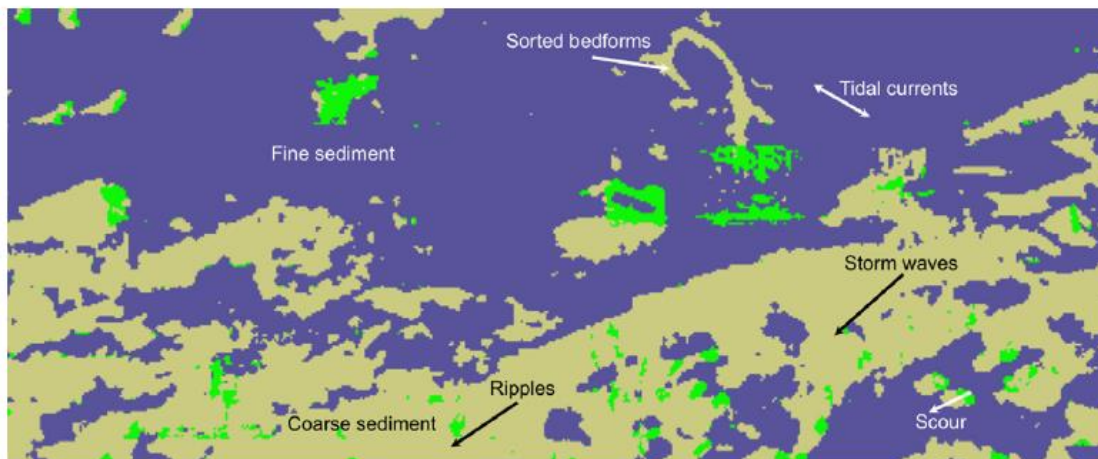 Sorted bedforms
Tidal currents
Fine sediment
Storm waves
Ripples
Coarse sediment
Scour